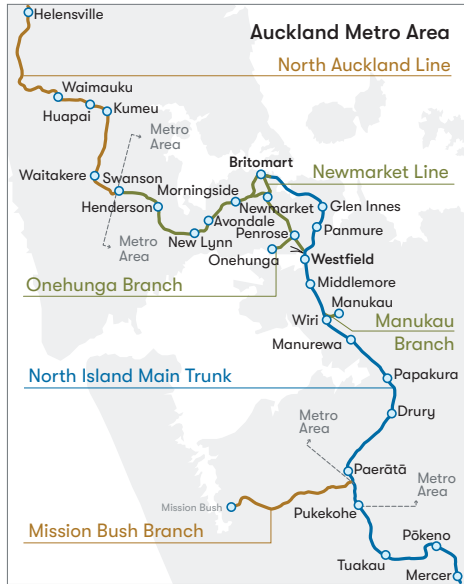 Helensville
Auckland Metro Area
North Auckland Line
Waimauku
Huapai
Kumeu
Metro
Area
Britomart
Newmarket Line
Waitakere
Swanson
Morningside
Henderson
Newmarket
Glen Innes
Avondale
Penrose
Panmure
Metro
Area
New Lynn
Onehunga
Westfield
Onehunga Branch
Middlemore
Manukau
Wiri
Manukau
Branch
Manurewa
North Island Main Trunk
Papakura
Drury
Metro
Area
Paerātā
Metro
Area
Mission Bush
Pukekohe
Mission Bush Branch
Pōkeno
Tuakau
Mercer